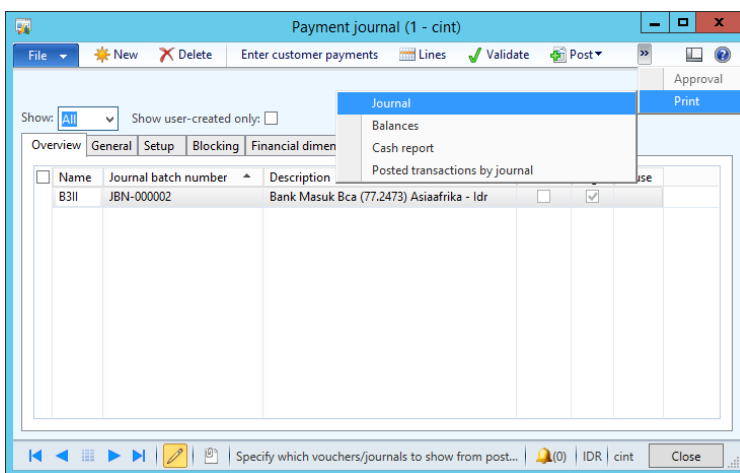 Payment journal (1 - cint)
File New Delete Enter customer payments Lines Validate Post »
Approval
Print
Journal
Balances
Cash report
Posted transactions by journal
Show: All Show user-created only:
Overview General Setup Blocking Financial dimen
Name Journal batch number Description
B3II JBN-000002 Bank Masuk Bca (77.2473) Asiaafrika - Idr
Specify which vouchers/journals to show from post... (0) IDR cint Close